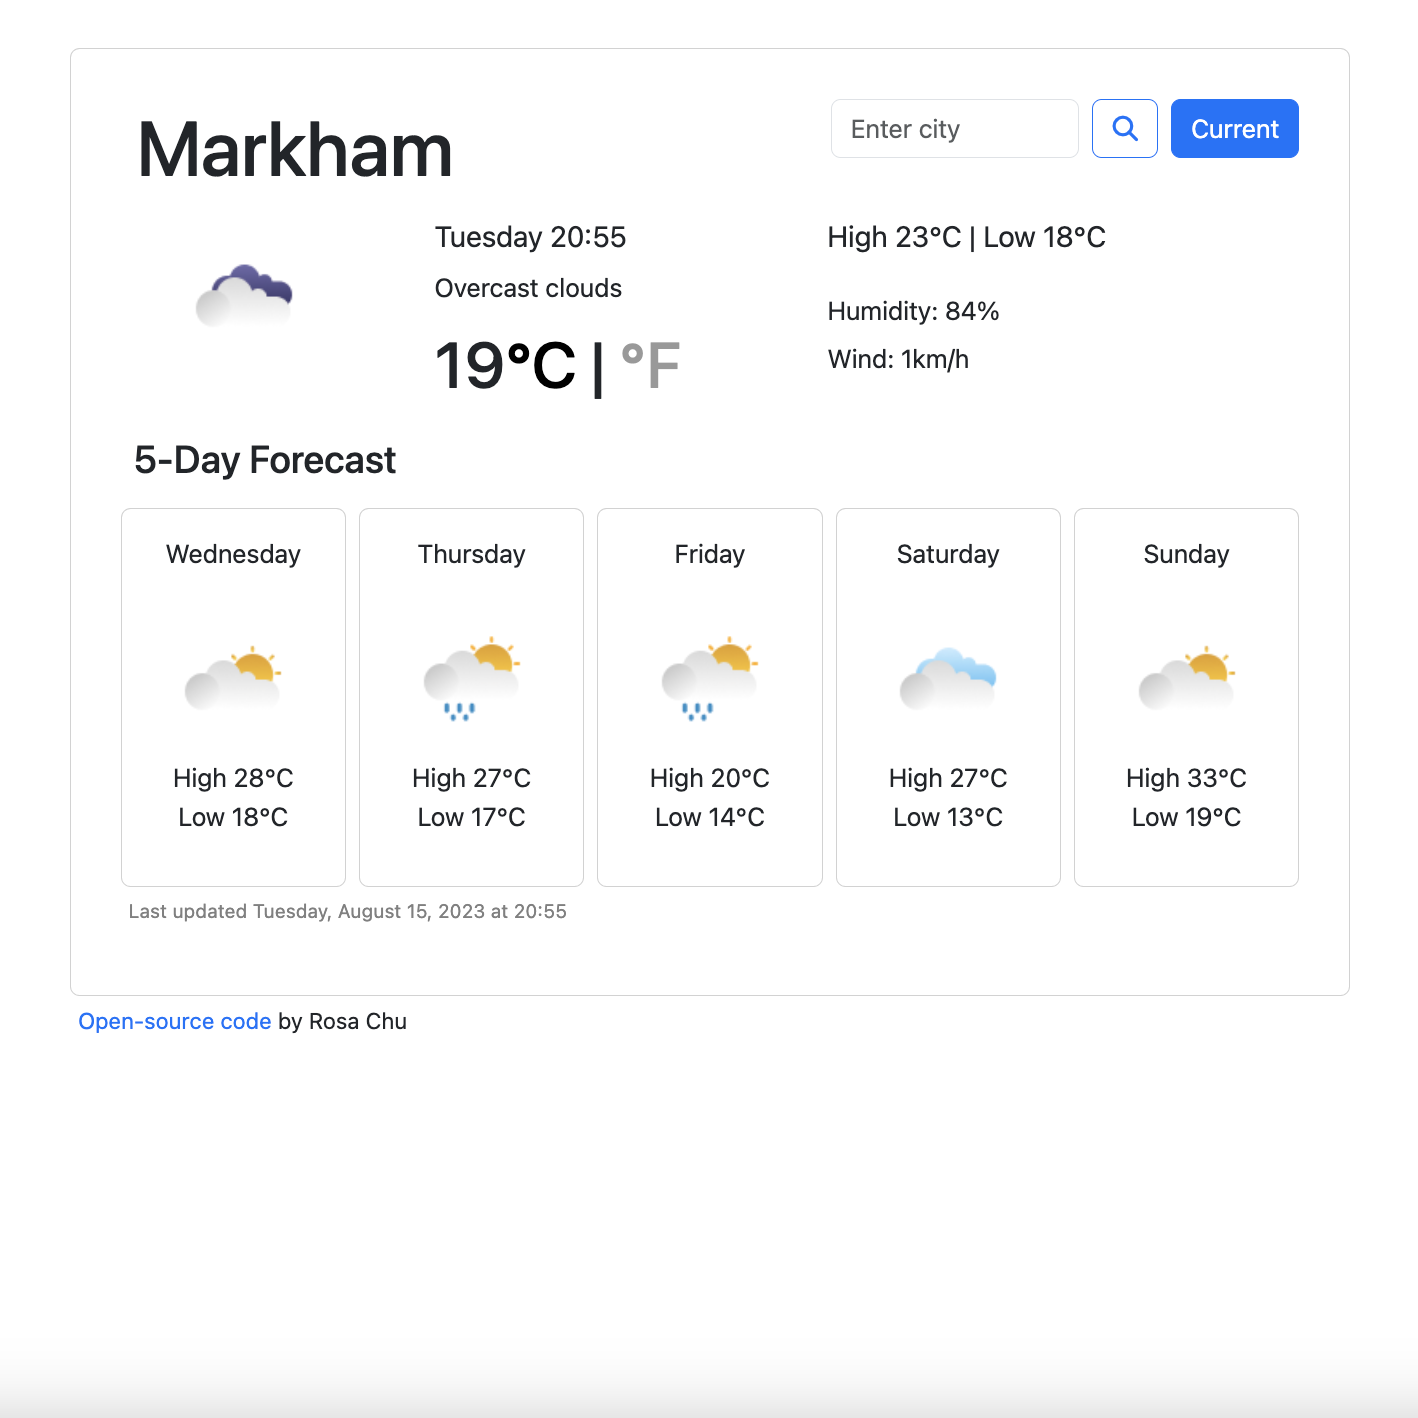 Markham
Enter city
Current
Tuesday 20:55
Overcast clouds
19°C | °F
High 23°C | Low 18°C
Humidity: 84%
Wind: 1km/h
5-Day Forecast
Wednesday
High 28°C
Low 18°C
Thursday
High 27°C
Low 17°C
Friday
High 20°C
Low 14°C
Saturday
High 27°C
Low 13°C
Sunday
High 33°C
Low 19°C
Last updated Tuesday, August 15, 2023 at 20:55
Open-source code by Rosa Chu